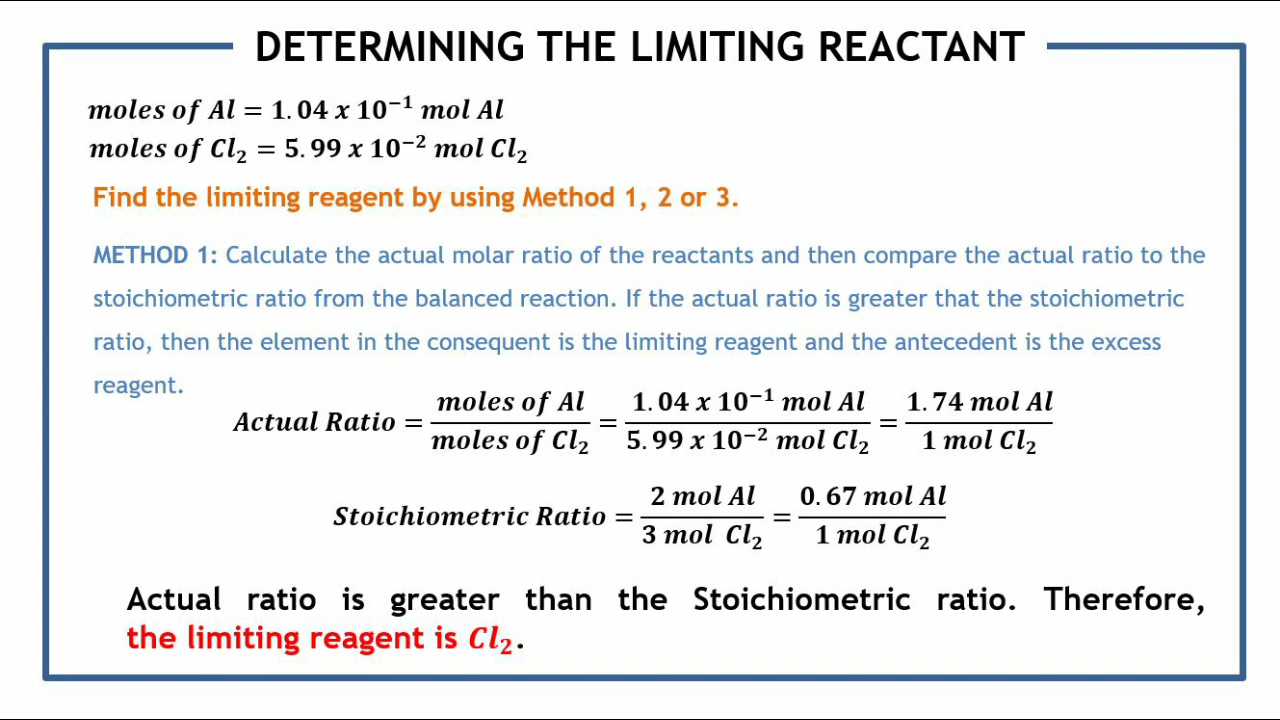 DETERMINING THE LIMITING REACTANT
moles of Al = 1.04 x 10⁻¹ mol Al
moles of Cl₂ = 5.99 x 10⁻² mol Cl₂
Find the limiting reagent by using Method 1, 2 or 3.
METHOD 1: Calculate the actual molar ratio of the reactants and then compare the actual ratio to the
stoichiometric ratio from the balanced reaction. If the actual ratio is greater that the stoichiometric
ratio, then the element in the consequent is the limiting reagent and the antecedent is the excess
reagent.
Actual Ratio = moles of Al / moles of Cl₂ = 1.04 x 10⁻¹ mol Al / 5.99 x 10⁻² mol Cl₂ = 1.74 mol Al / 1 mol Cl₂
Stoichiometric Ratio = 2 mol Al / 3 mol Cl₂ = 0.67 mol Al / 1 mol Cl₂
Actual ratio is greater than the Stoichiometric ratio. Therefore,
the limiting reagent is Cl₂.